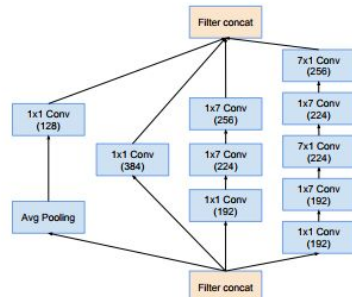 Filter concat
1x1 Conv
(128)
Avg Pooling
1x1 Conv
(384)
1x7 Conv
(256)
1x7 Conv
(224)
1x1 Conv
(192)
7x1 Conv
(256)
1x7 Conv
(224)
7x1 Conv
(224)
1x7 Conv
(192)
1x1 Conv
(192)
Filter concat